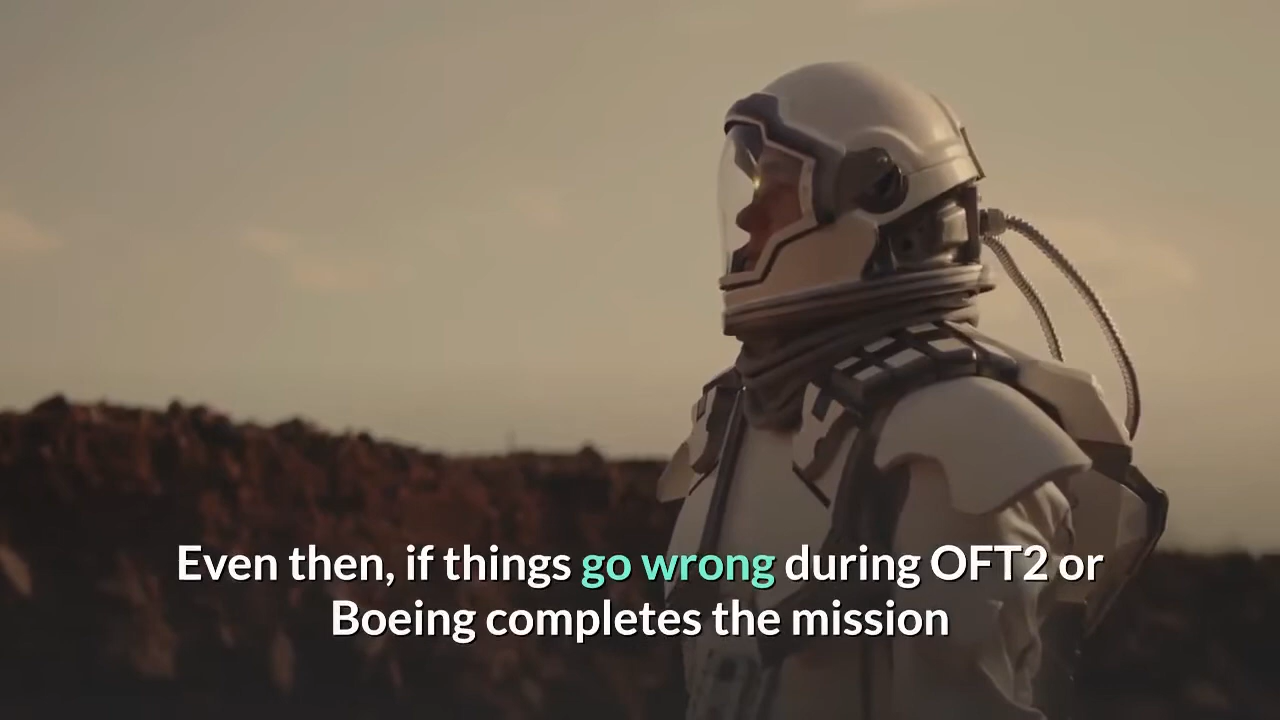 Even then, if things go wrong during OFT2 or
Boeing completes the mission